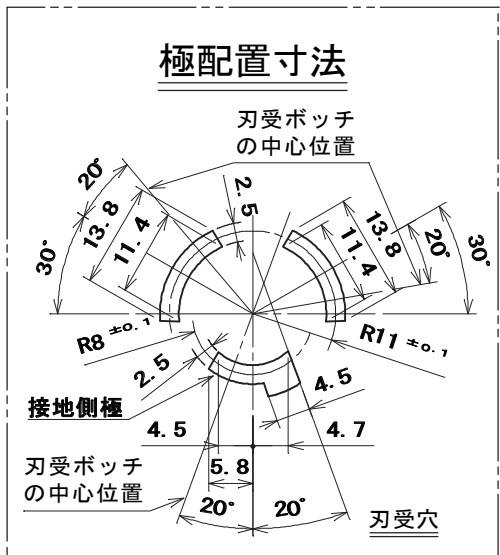 極配置寸法
刃受ボッチ
の中心位置
20°
2.5
13.8
11.4
30°
13.8
11.4
20°
30°
R8 ±0.1
R11 ±0.1
2.5
接地側極
4.5
4.5
4.7
5.8
刃受ボッチ
の中心位置
20°
20°
刃受穴